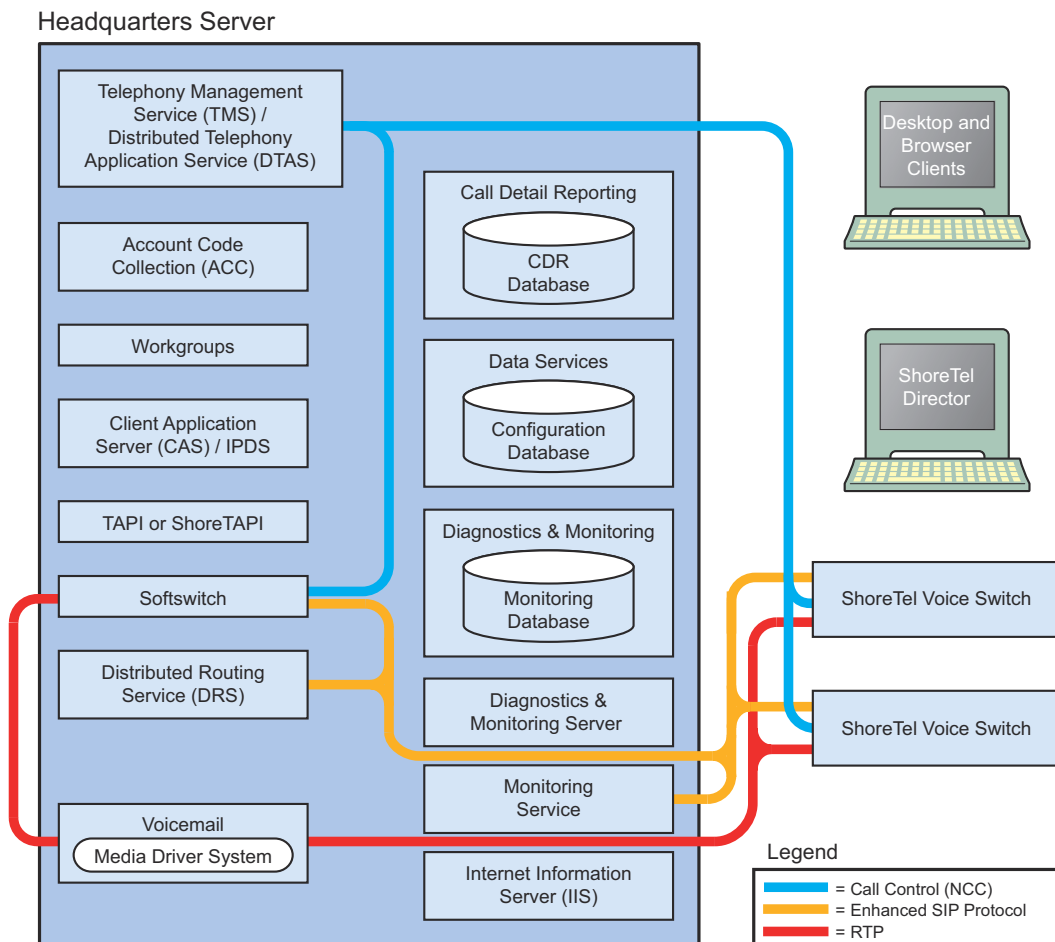 Headquarters Server
Telephony Management
Service (TMS) /
Distributed Telephony
Application Service (DTAS)
Account Code
Collection (ACC)
Workgroups
Client Application
Server (CAS) / IPDS
TAPI or ShoreTAPI
Softswitch
Distributed Routing
Service (DRS)
Voicemail
Media Driver System
Call Detail Reporting
CDR
Database
Data Services
Configuration
Database
Diagnostics & Monitoring
Monitoring
Database
Diagnostics &
Monitoring Server
Monitoring
Service
Internet Information
Server (IIS)
Desktop and
Browser
Clients
ShoreTel
Director
ShoreTel Voice Switch
ShoreTel Voice Switch
Legend
= Call Control (NCC)
= Enhanced SIP Protocol
= RTP